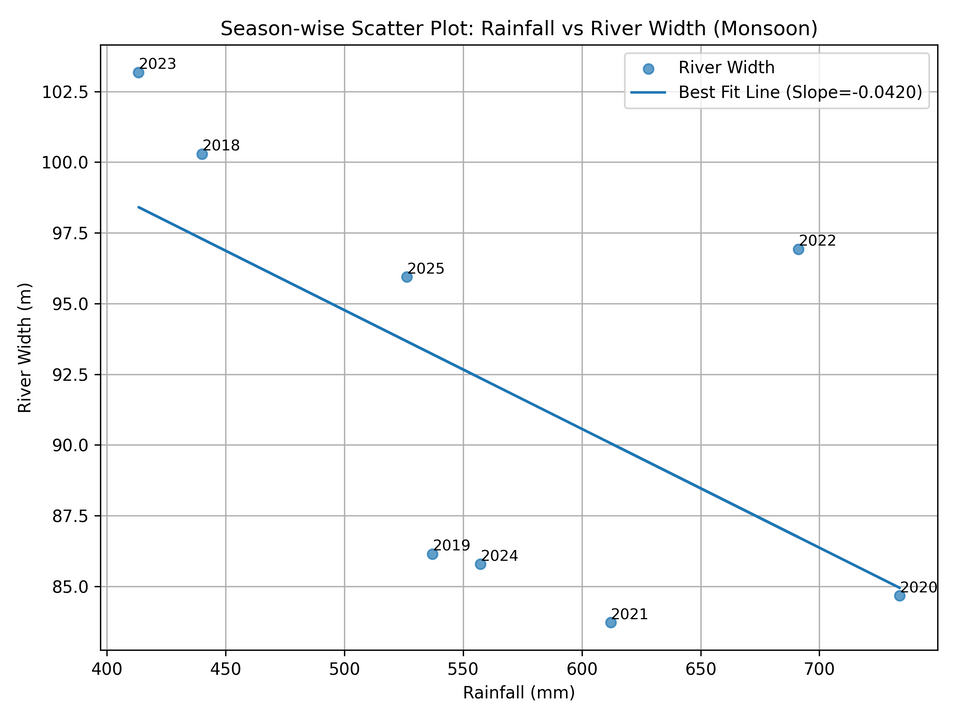 Season-wise Scatter Plot: Rainfall vs River Width (Monsoon)
River Width
Best Fit Line (Slope=-0.0420)
2023
2018
2022
2025
2019
2024
2021
2020
102.5
100.0
97.5
95.0
92.5
90.0
87.5
85.0
River Width (m)
400 450 500 550 600 650 700
Rainfall (mm)